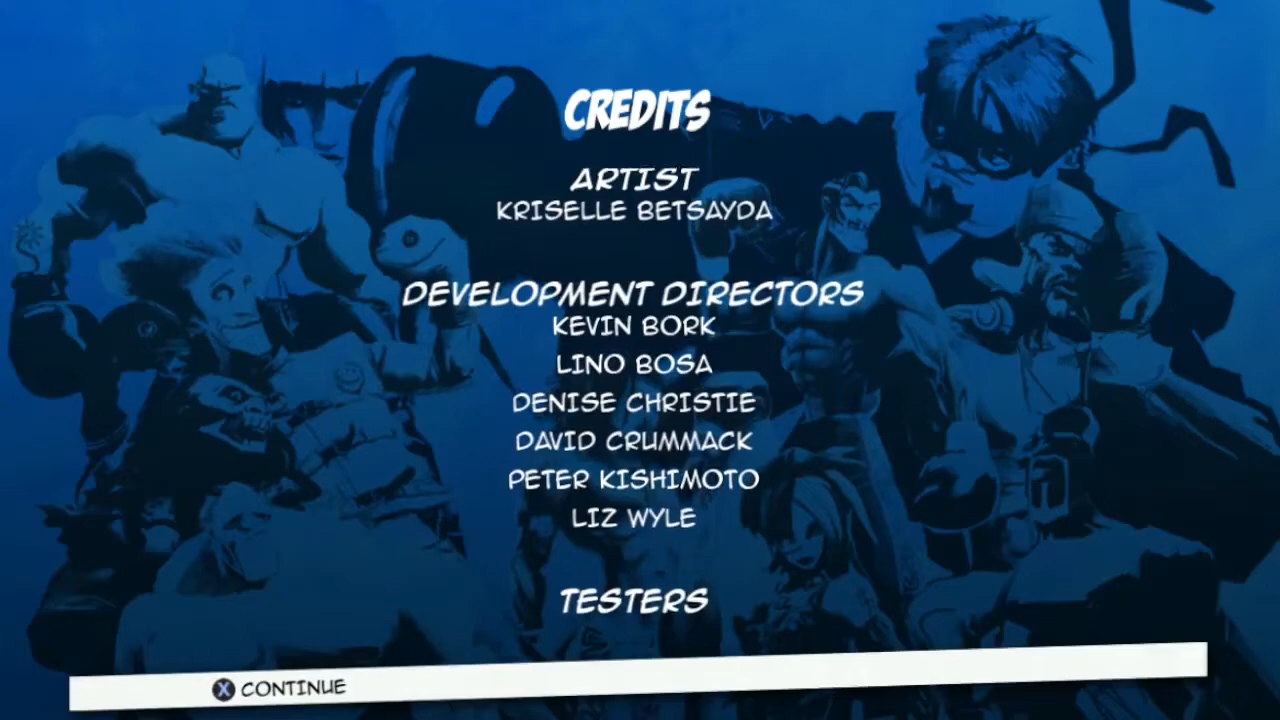 CREDITS
ARTIST
KRISELLE BETSAYDA
DEVELOPMENT DIRECTORS
KEVIN BORK
LINO BOSA
DENISE CHRISTIE
DAVID CRUMMACK
PETER KISHIMOTO
LIZ WYLE
TESTERS
X CONTINUE